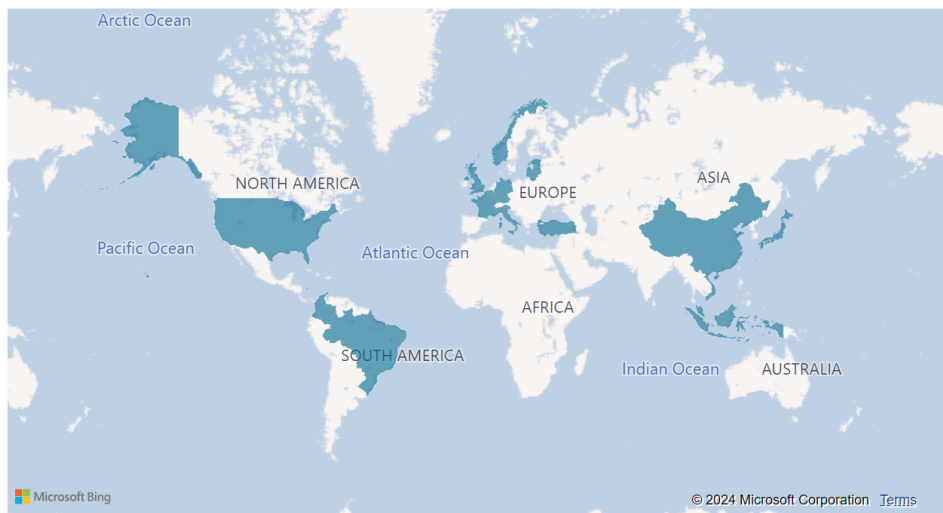 Arctic Ocean
NORTH AMERICA
EUROPE
ASIA
Pacific Ocean
Atlantic Ocean
AFRICA
SOUTH AMERICA
Indian Ocean
AUSTRALIA
Microsoft Bing
© 2024 Microsoft Corporation Terms